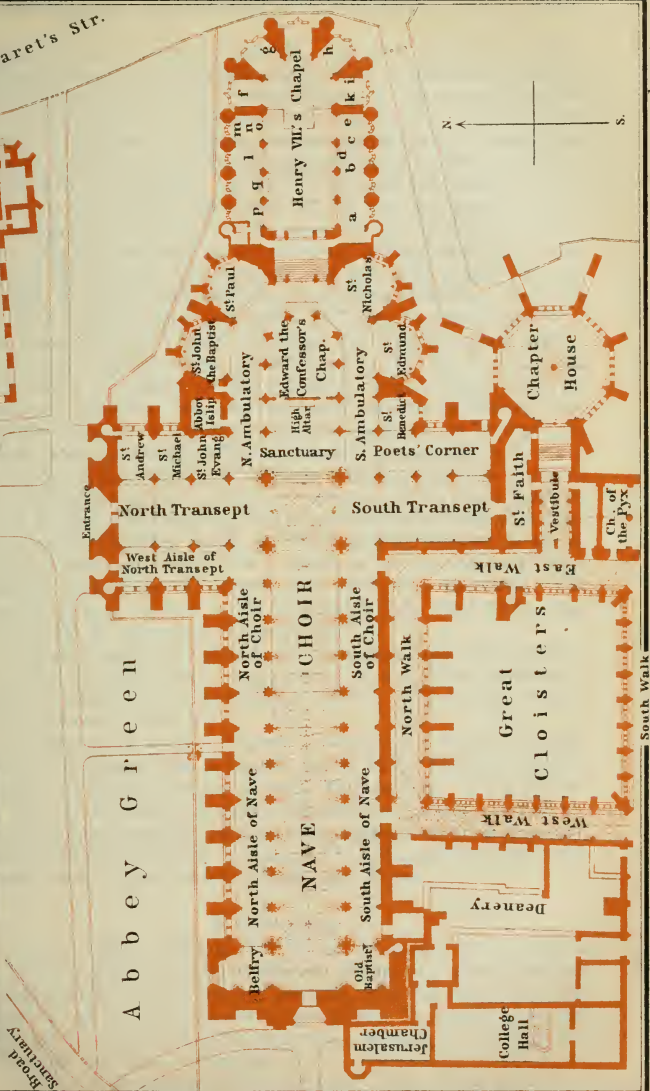 aret's Str.
N.
S.
g
h
f
i
k
m
n
o
l
q
p
Henry VII.'s Chapel
a
b
d
c
e
St Paul
St Nicholas
St John
the Baptist
Abbot
Islip
Edward the
Confessor's
Chap.
St
Edmund.
St
Benedict
N. Ambulatory
High
Altar
S. Ambulatory
Chapter
House
St
Andrew
St
Michael
St John
Evang
Sanctuary
Poets' Corner
Entrance
North Transept
South Transept
St Faith
Vestibule
Ch. of
the Pyx
West Aisle of
North Transept
East Walk
North Aisle
of Choir
CHOIR
South Aisle
of Choir
North Walk
Great
Cloisters
South Walk
West Walk
Abbey Green
North Aisle of Nave
NAVE
South Aisle of Nave
Deanery
Belfry
Old
Baptist
Jerusalem
Chamber
College
Hall
Broad
Sanctuary